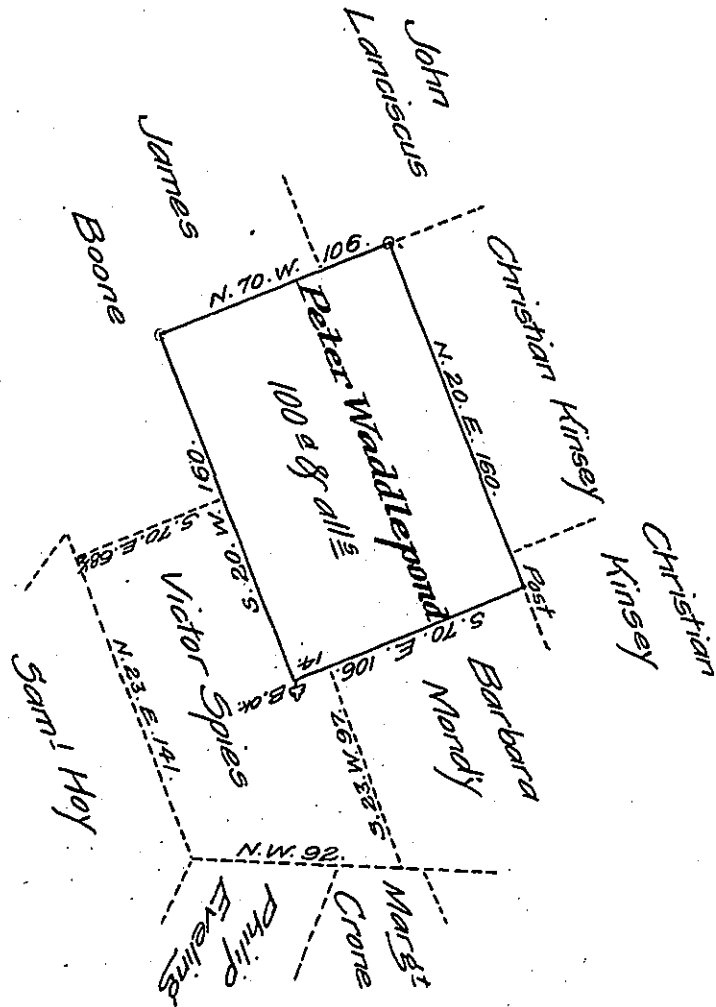 John
Lanciscus
James
Boone
Christian Kinsey
Christian
Kinsey
N. 70. W. 106.
N. 20. E. 160.
Peter Waddlepond
100 a & alls
Post
S. 70. E. 106.
14.
S. 20. W. 160.
B. ok.
Barbara
Mondy
S. 70. E. 68
Victor Spies
N. 23. E. 141.
S. 23. W. 97
Saml Hoy
N. W. 92.
Margt
Crone
Philip
Eveling